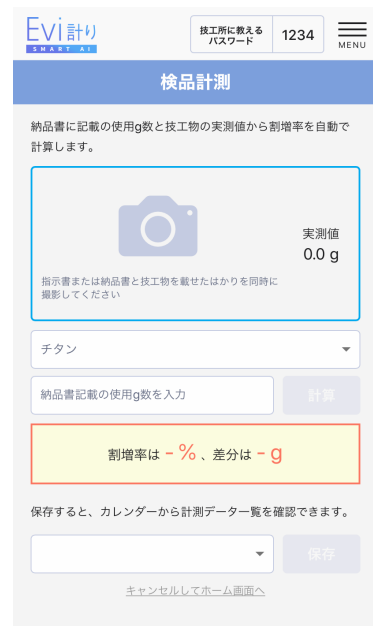 Evi計り
SMART AI
技工所に教える
パスワード
1234
MENU
検品計測
納品書に記載の使用g数と技工物の実測値から割増率を自動で
計算します。
実測値
0.0 g
指示書または納品書と技工物を載せたはかりを同時に
撮影してください
チタン
納品書記載の使用g数を入力
計算
割増率は - % 、差分は - g
保存すると、カレンダーから計測データ一覧を確認できます。
保存
キャンセルしてホーム画面へ